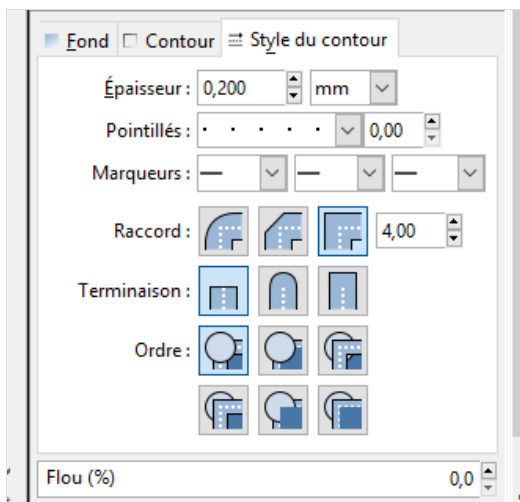 Fond Contour Style du contour
Épaisseur : 0,200 mm
Pointillés : 0,00
Marqueurs :
Raccord : 4,00
Terminaison :
Ordre :
Flou (%) 0,0